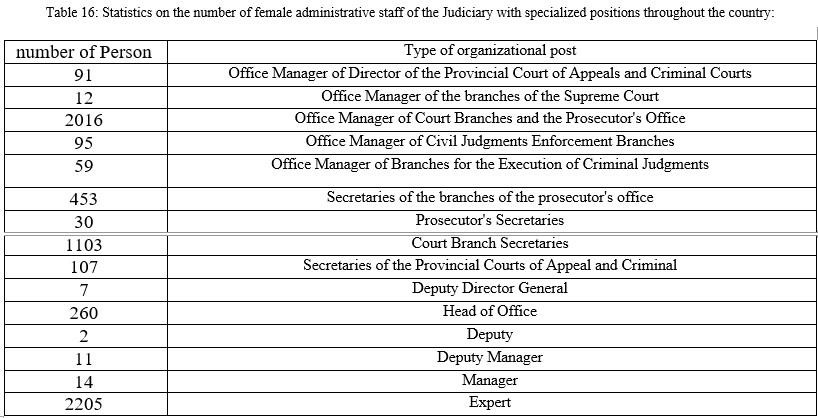 Table 16: Statistics on the number of female administrative staff of the Judiciary with specialized positions throughout the country:
number of Person Type of organizational post
91 Office Manager of Director of the Provincial Court of Appeals and Criminal Courts
12 Office Manager of the branches of the Supreme Court
2016 Office Manager of Court Branches and the Prosecutor's Office
95 Office Manager of Civil Judgments Enforcement Branches
59 Office Manager of Branches for the Execution of Criminal Judgments
453 Secretaries of the branches of the prosecutor's office
30 Prosecutor's Secretaries
1103 Court Branch Secretaries
107 Secretaries of the Provincial Courts of Appeal and Criminal
7 Deputy Director General
260 Head of Office
2 Deputy
11 Deputy Manager
14 Manager
2205 Expert